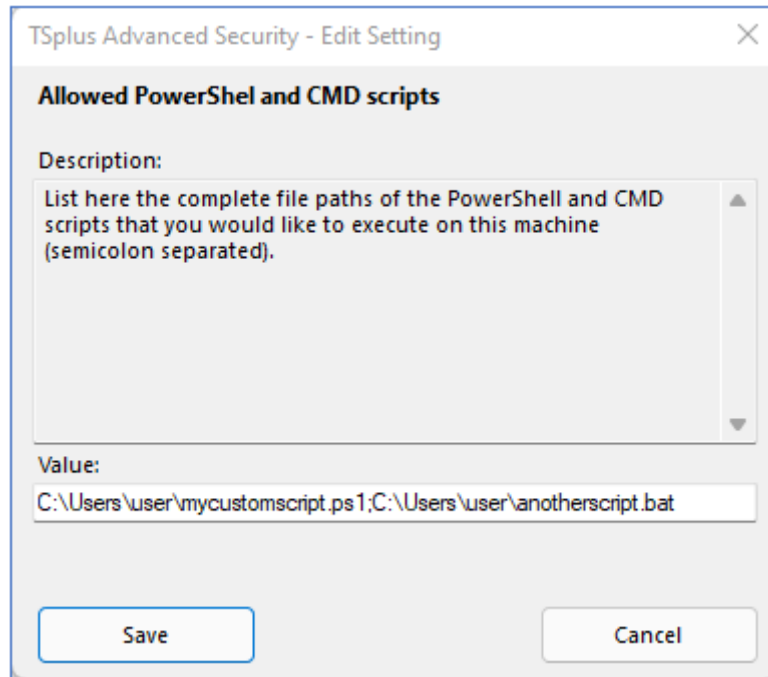 TSplus Advanced Security - Edit Setting
Allowed PowerShel and CMD scripts
Description:
List here the complete file paths of the PowerShell and CMD
scripts that you would like to execute on this machine
(semicolon separated).
Value:
C:\Users\user\mycustomscript.ps1;C:\Users\user\anotherscript.bat
Save
Cancel